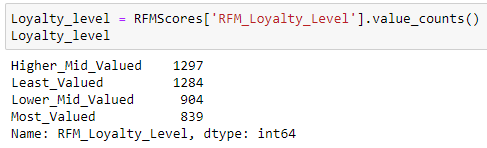 Loyalty_level = RFMScores['RFM_Loyalty_Level'].value_counts()
Loyalty_level
Higher_Mid_Valued    1297
Least_Valued         1284
Lower_Mid_Valued      904
Most_Valued           839
Name: RFM_Loyalty_Level, dtype: int64